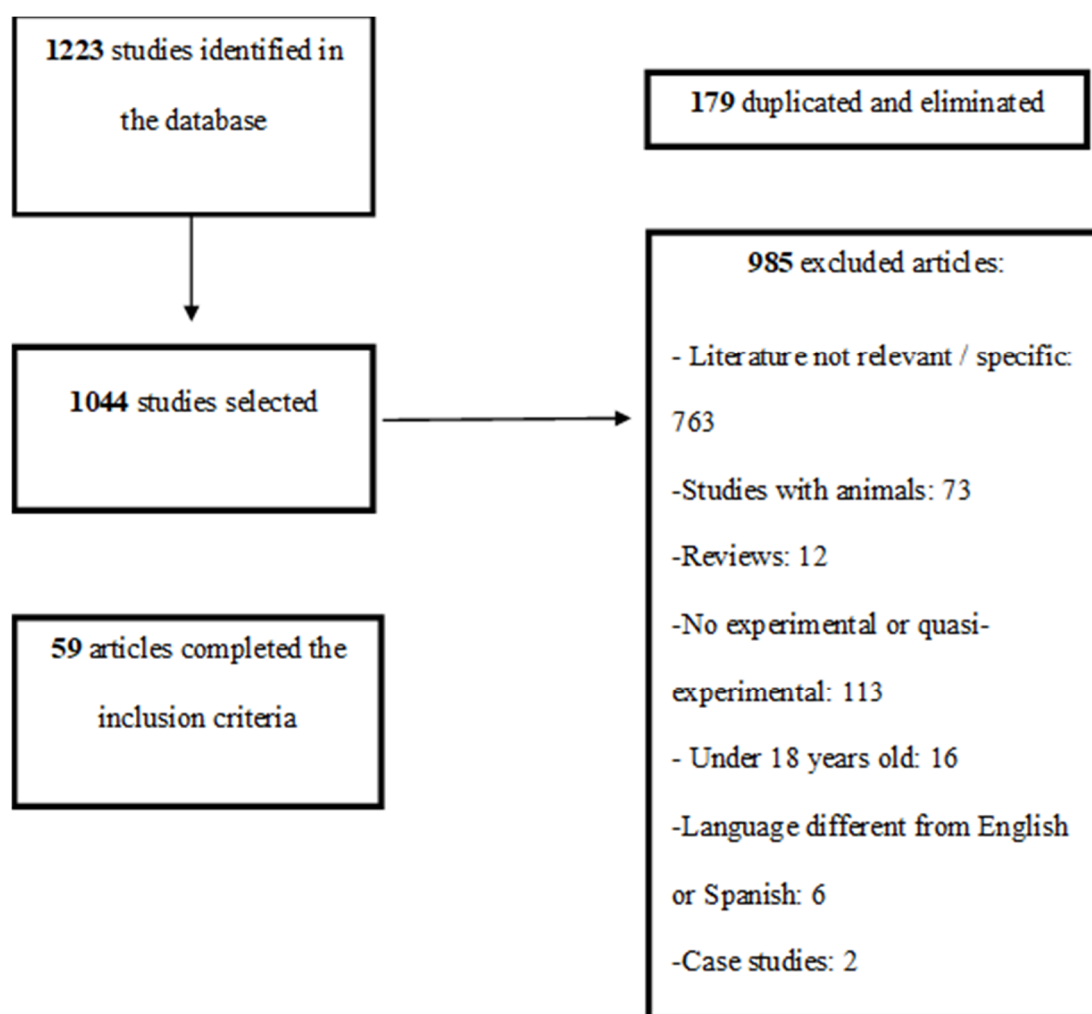 1223 studies identified in
the database
179 duplicated and eliminated
1044 studies selected
985 excluded articles:
- Literature not relevant / specific:
763
-Studies with animals: 73
-Reviews: 12
-No experimental or quasi-
experimental: 113
- Under 18 years old: 16
-Language different from English
or Spanish: 6
-Case studies: 2
59 articles completed the
inclusion criteria